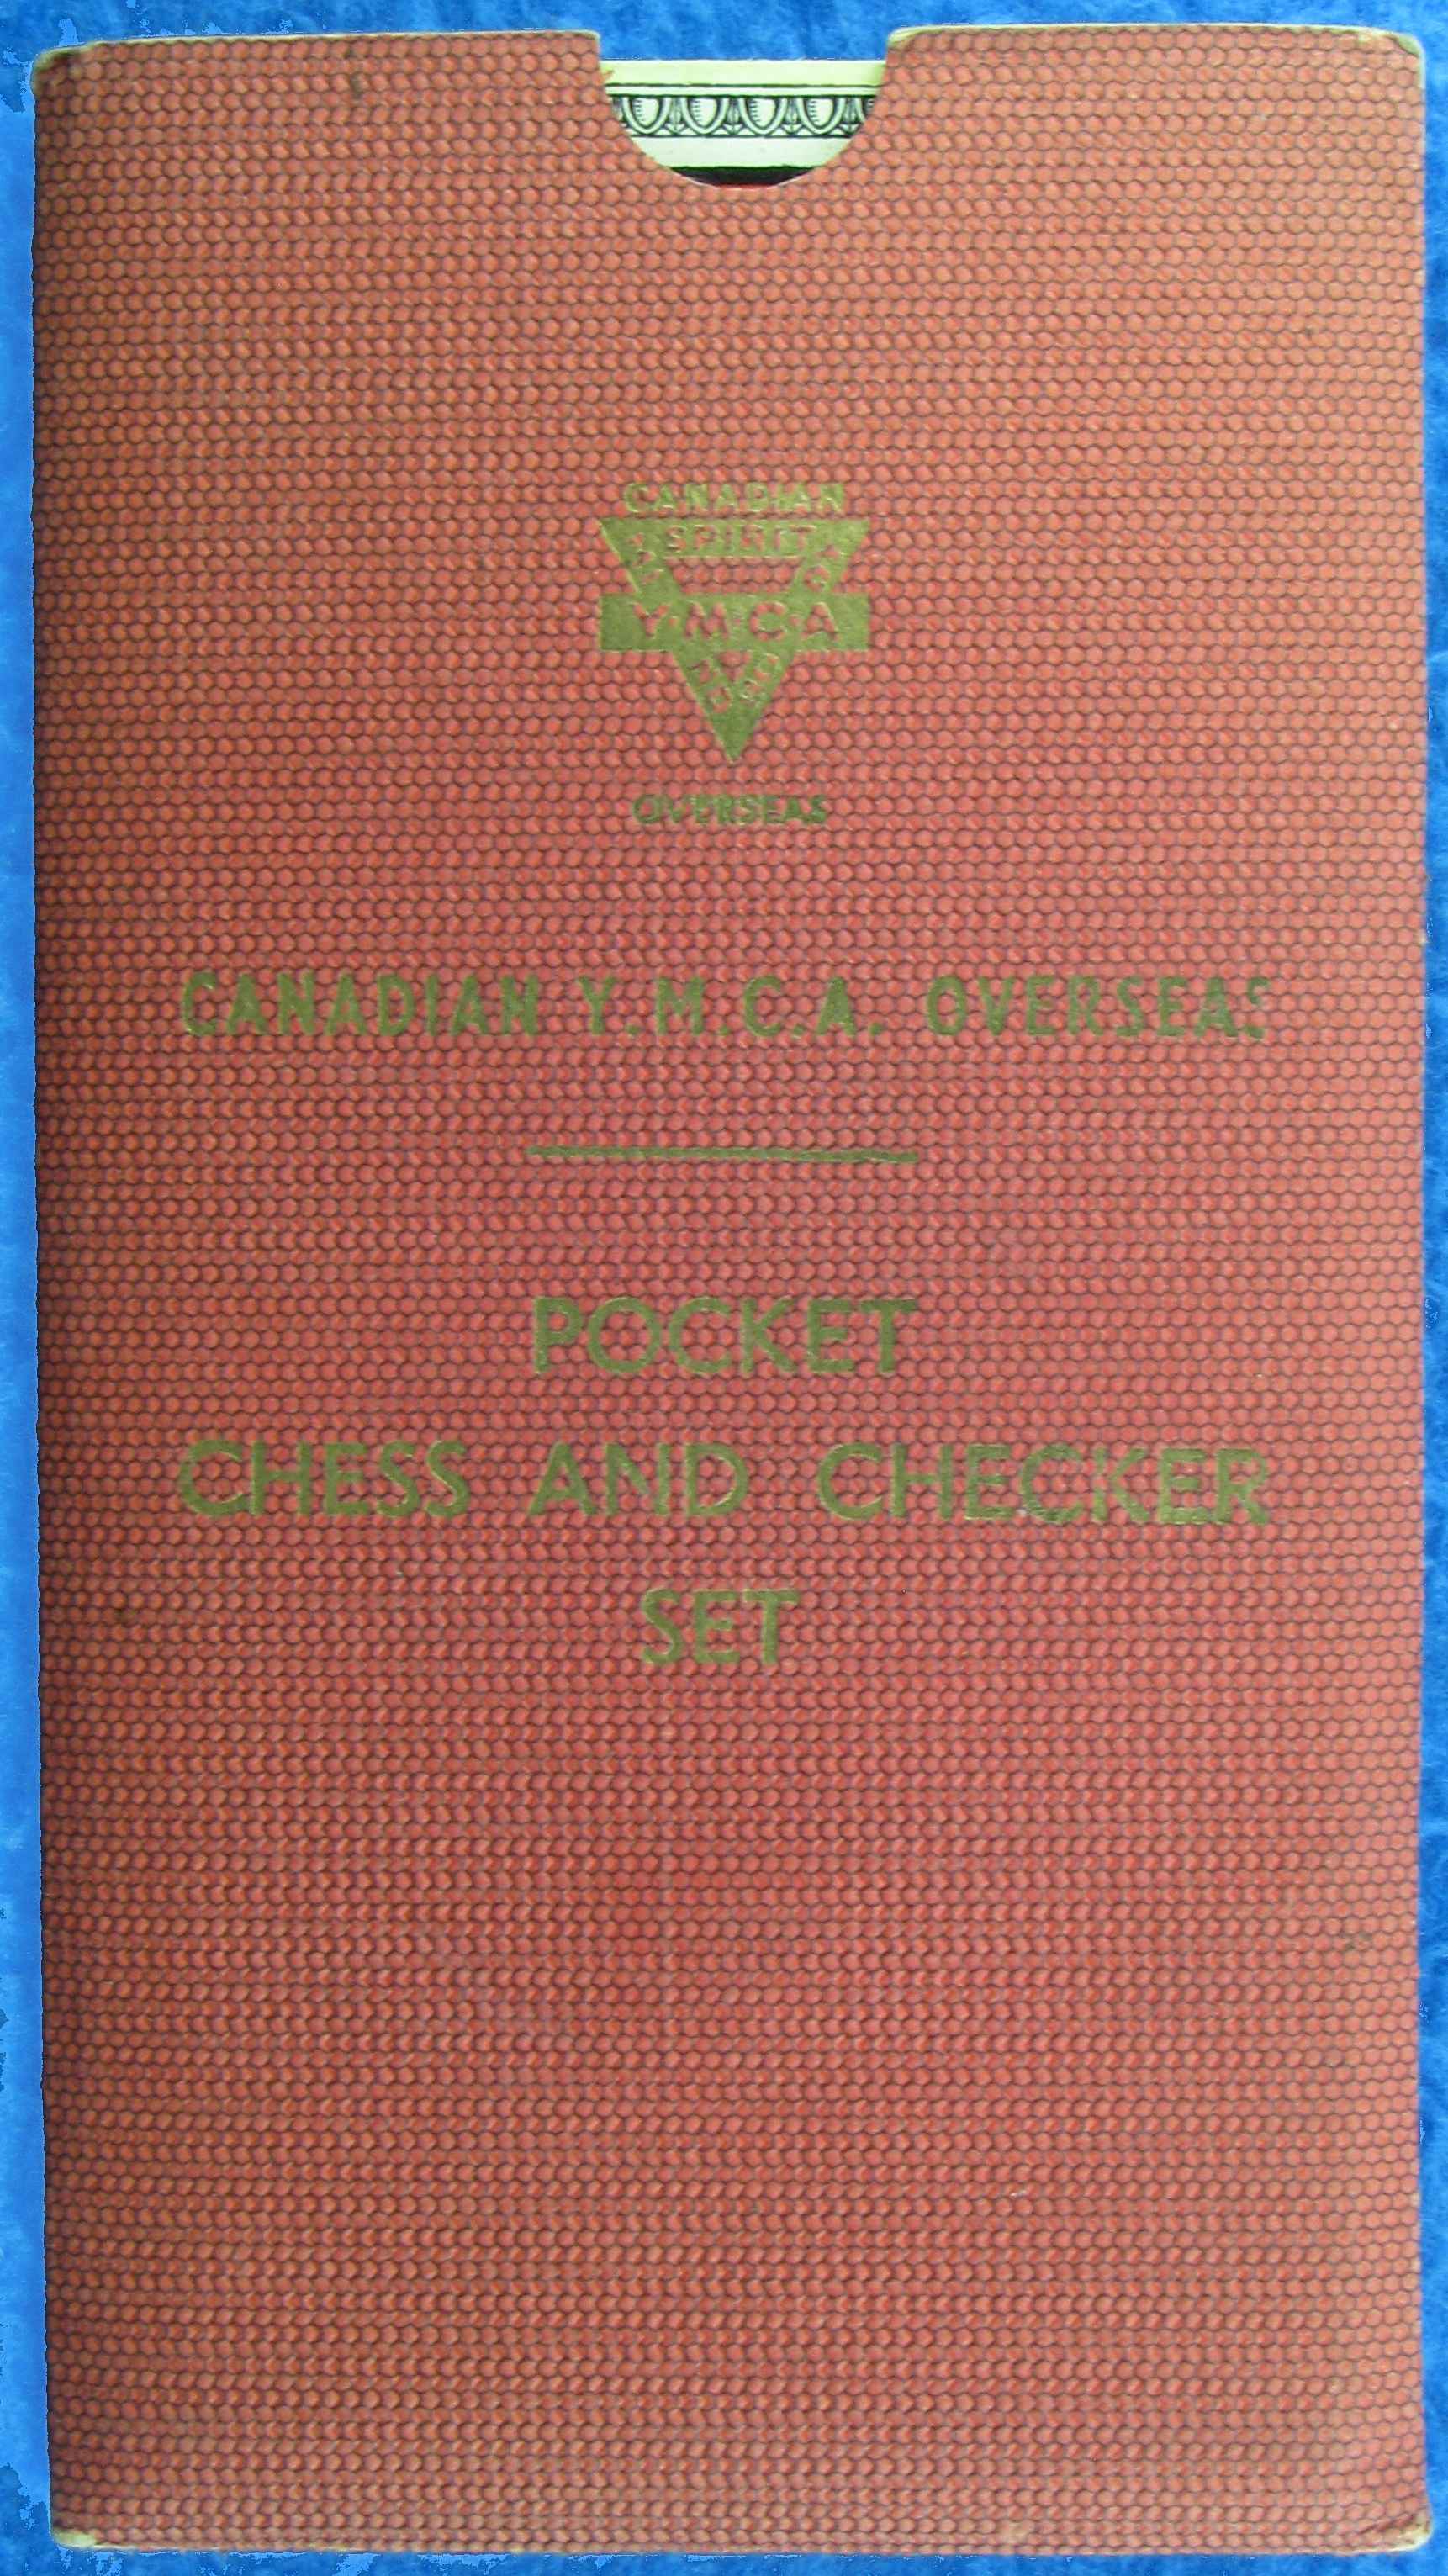 CANADIAN
SPIRIT
Y·M·C·A
OVERSEAS
CANADIAN Y.M.C.A. OVERSEAS
POCKET
CHESS AND CHECKER
SET